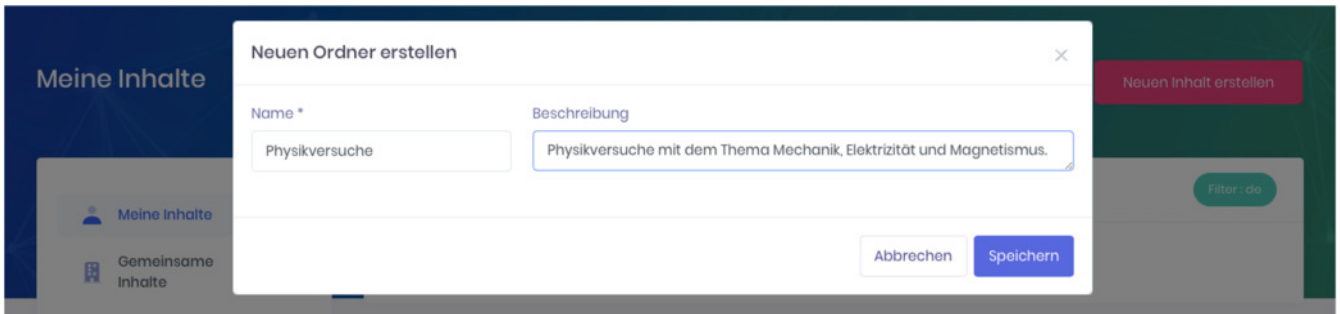 Neuen Ordner erstellen
×
Meine Inhalte
Neuen Inhalt erstellen
Name *
Beschreibung
Physikversuche
Physikversuche mit dem Thema Mechanik, Elektrizität und Magnetismus.
Filter : de
Meine Inhalte
Abbrechen
Speichern
Gemeinsame
Inhalte